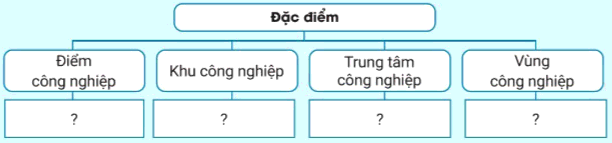 Đặc điểm
Điểm
công nghiệp
Khu công nghiệp
Trung tâm
công nghiệp
Vùng
công nghiệp
?
?
?
?